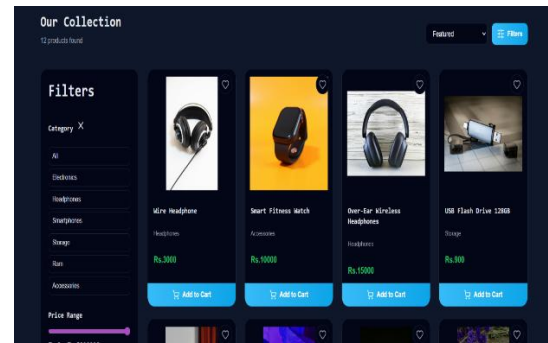 Our Collection
12 products found
Featured
Filters
Filters
Category X
All
Electronics
Headphones
Smartphones
Storage
Ram
Accessories
Price Range
Wire Headphone
Headphones
Rs.3000
Add to Cart
Smart Fitness Watch
Accessories
Rs.10000
Add to Cart
Over-Ear Wireless
Headphones
Headphones
Rs.15000
Add to Cart
USB Flash Drive 128GB
Storage
Rs.900
Add to Cart